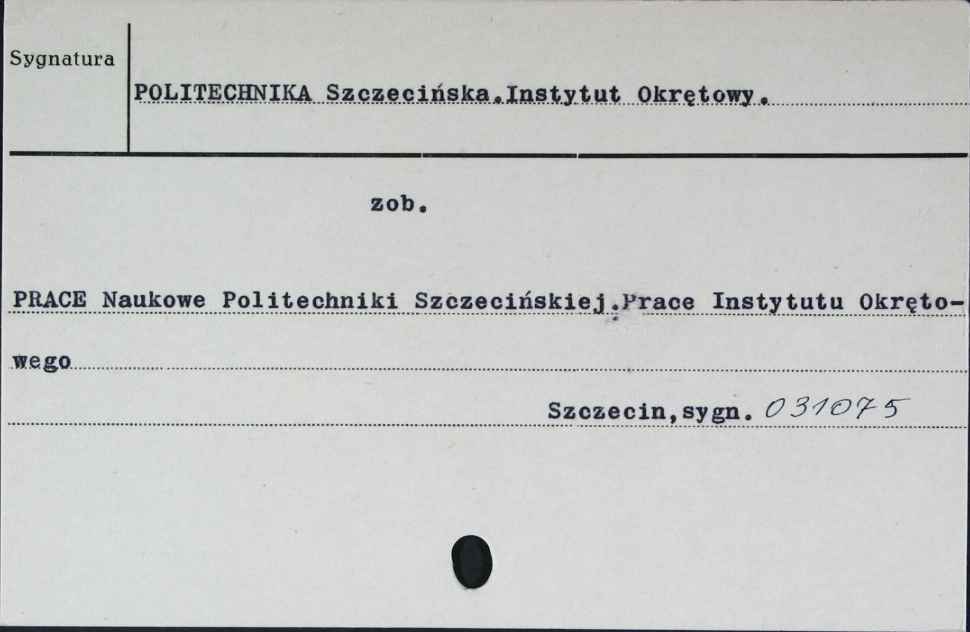 Sygnatura
POLITECHNIKA Szczecińska.Instytut Okrętowy.
zob.
PRACE Naukowe Politechniki Szczecińskiej.Prace Instytutu Okręto-
wego
Szczecin,sygn. 031075